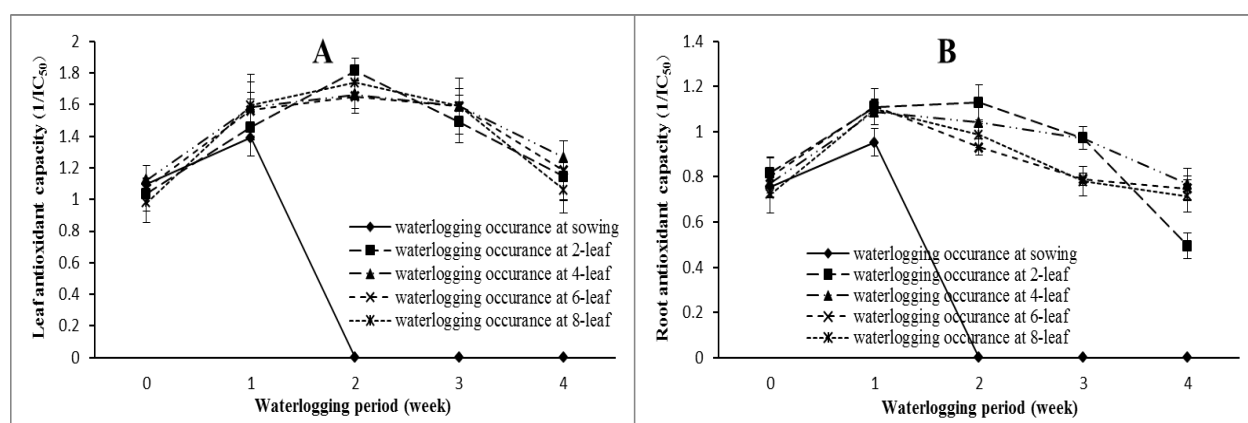 A
Leaf antioxidant capacity (1/IC50)
2
1.8
1.6
1.4
1.2
1
0.8
0.6
0.4
0.2
0
waterlogging occurance at sowing
waterlogging occurance at 2-leaf
waterlogging occurance at 4-leaf
waterlogging occurance at 6-leaf
waterlogging occurance at 8-leaf
0 1 2 3 4
Waterlogging period (week)
B
Root antioxidant capacity (1/IC50)
1.4
1.2
1
0.8
0.6
0.4
0.2
0
waterlogging occurance at sowing
waterlogging occurance at 2-leaf
waterlogging occurance at 4-leaf
waterlogging occurance at 6-leaf
waterlogging occurance at 8-leaf
0 1 2 3 4
Waterlogging period (week)